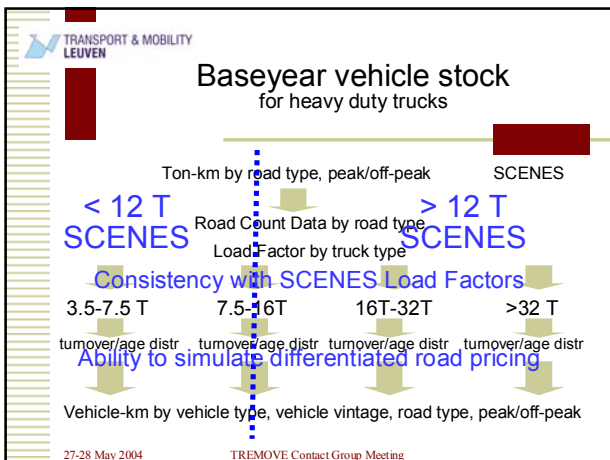 TRANSPORT & MOBILITY
LEUVEN
Baseyear vehicle stock
for heavy duty trucks
Ton-km by road type, peak/off-peak SCENES
< 12 T
SCENES
> 12 T
SCENES
Road Count Data by road type
Load Factor by truck type
Consistency with SCENES Load Factors
3.5-7.5 T 7.5-16T 16T-32T >32 T
turnover/age distr turnover/age distr turnover/age distr turnover/age distr
Ability to simulate differentiated road pricing
Vehicle-km by vehicle type, vehicle vintage, road type, peak/off-peak
27-28 May 2004 TREMOVE Contact Group Meeting